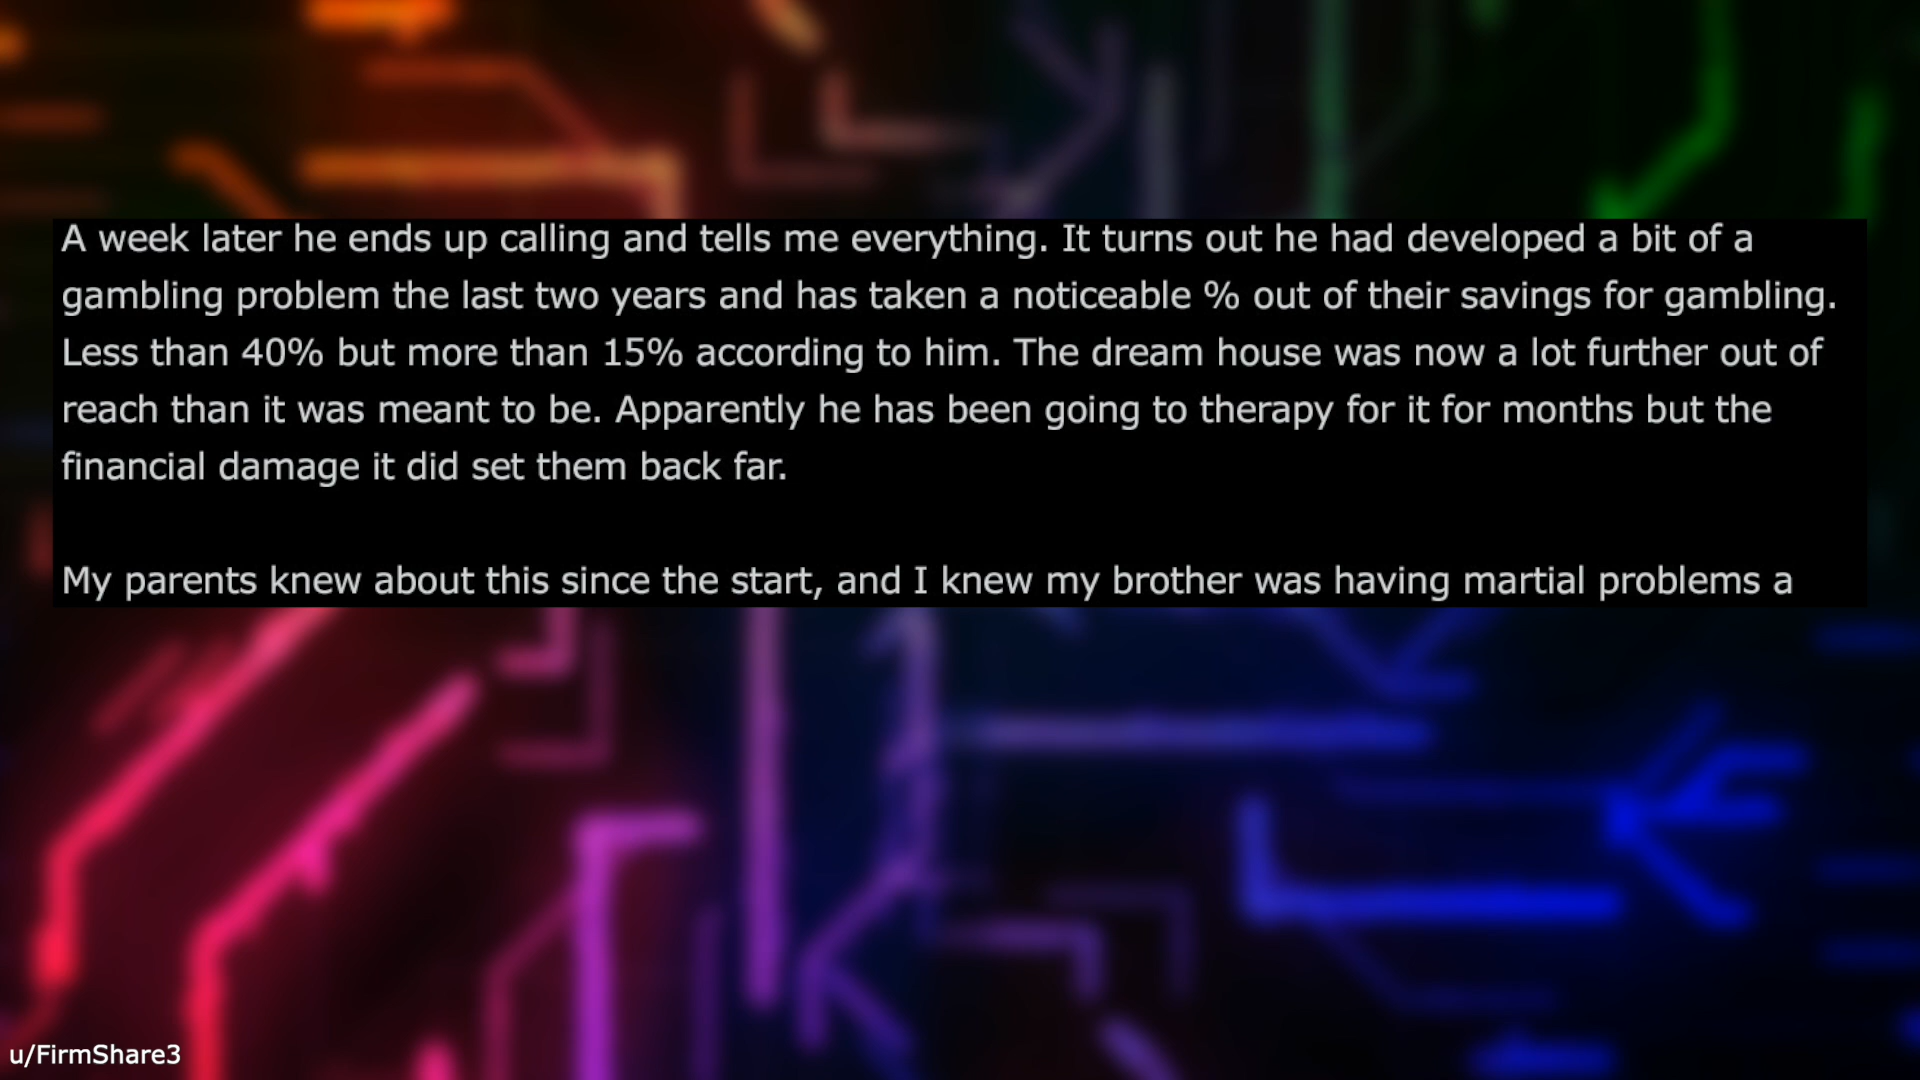 A week later he ends up calling and tells me everything. It turns out he had developed a bit of a
gambling problem the last two years and has taken a noticeable % out of their savings for gambling.
Less than 40% but more than 15% according to him. The dream house was now a lot further out of
reach than it was meant to be. Apparently he has been going to therapy for it for months but the
financial damage it did set them back far.
My parents knew about this since the start, and I knew my brother was having martial problems a
u/FirmShare3